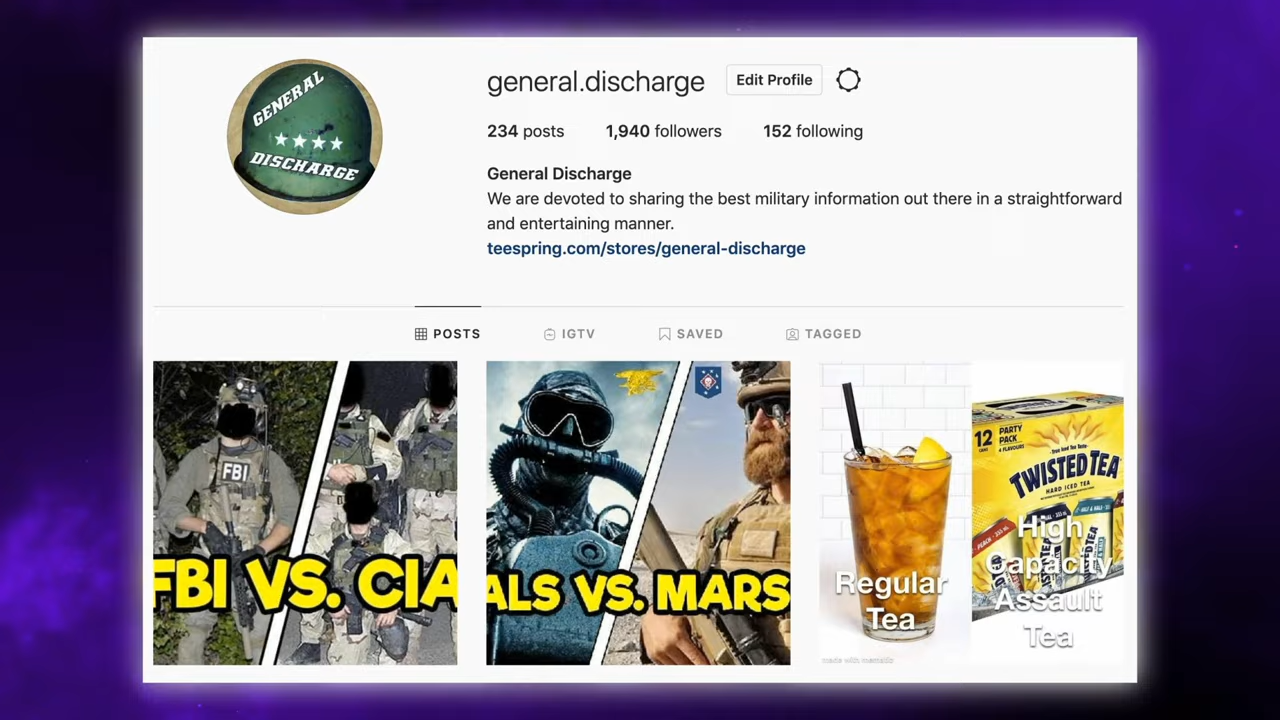 GENERAL
DISCHARGE
general.discharge
Edit Profile
234 posts 1,940 followers 152 following
General Discharge
We are devoted to sharing the best military information out there in a straightforward
and entertaining manner.
teespring.com/stores/general-discharge
POSTS IGTV SAVED TAGGED
FBI
FBI VS. CIA
ALS VS. MARS
Regular
Tea
made with mematic
12 PARTY
PACK
TWISTED TEA
HARD ICED TEA
High
Capacity
Assault
Tea